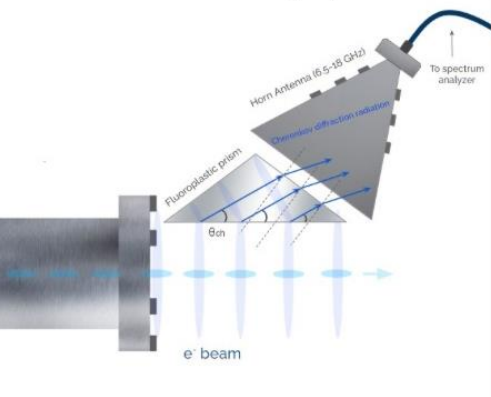 Horn Antenna (6.5-18 GHz)
To spectrum
analyzer
Cherenkov diffraction radiation
Fluoroplastic prism
θch
e- beam